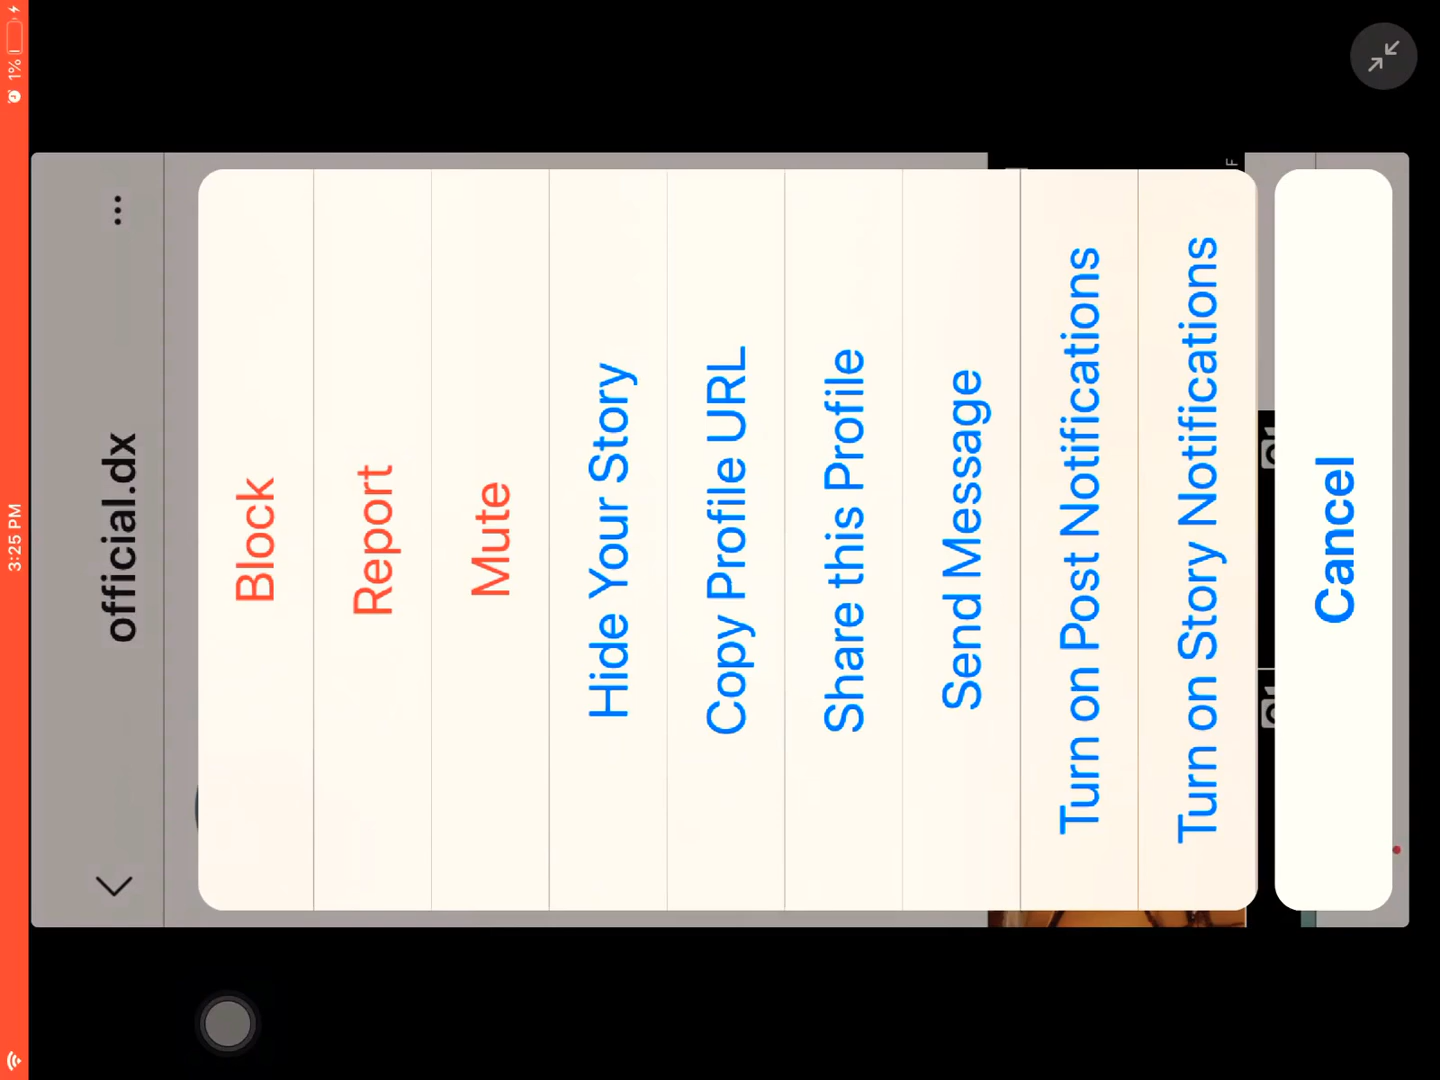 3:25 PM
1%
official.dx
Block
Report
Mute
Hide Your Story
Copy Profile URL
Share this Profile
Send Message
Turn on Post Notifications
Turn on Story Notifications
Cancel